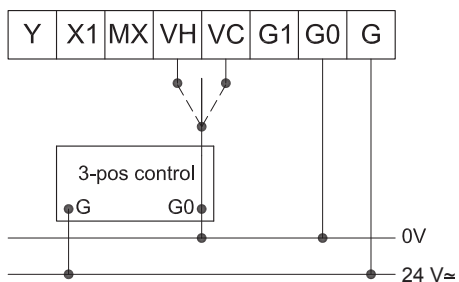 Y X1 MX VH VC G1 G0 G
3-pos control
G G0
0V
24 V≃